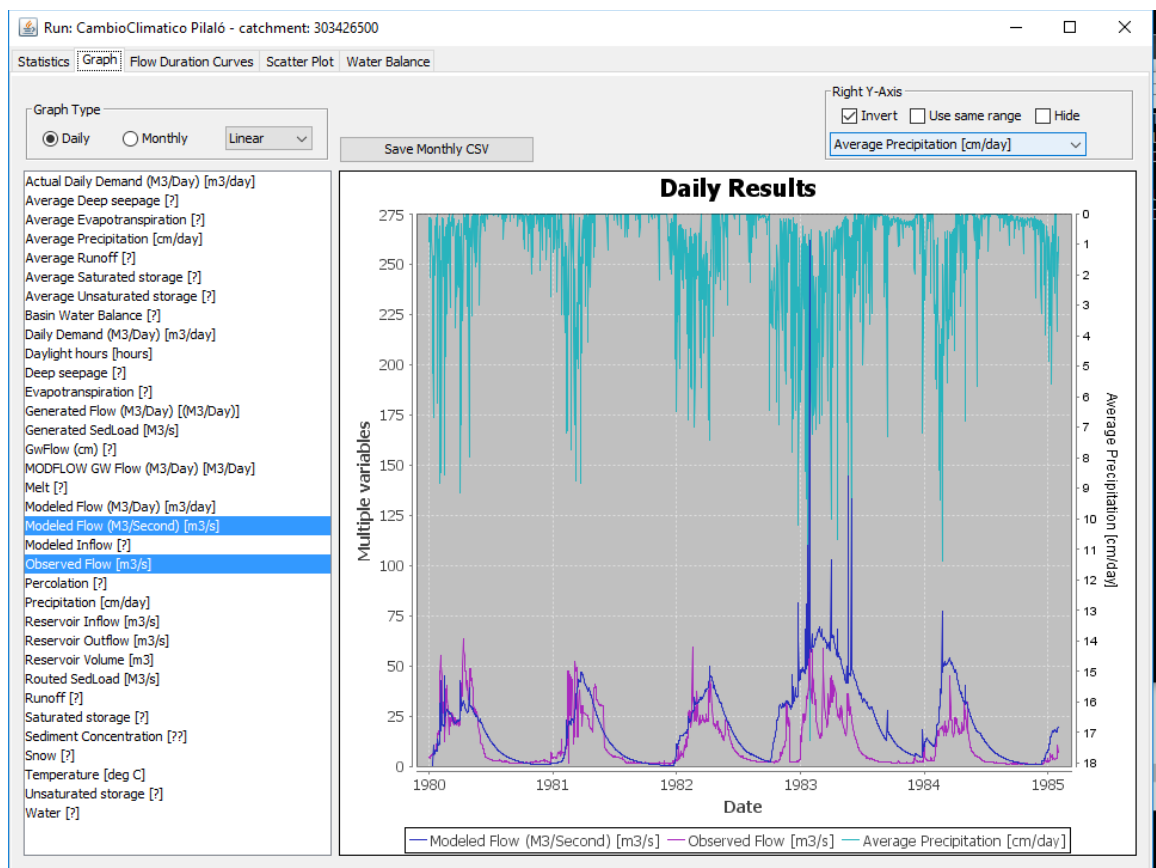 Run: CambioClimatico Pilaló - catchment: 303426500
Statistics Graph Flow Duration Curves Scatter Plot Water Balance
Graph Type
Daily Monthly Linear
Save Monthly CSV
Right Y-Axis
Invert Use same range Hide
Average Precipitation [cm/day]
Actual Daily Demand (M3/Day) [m3/day]
Average Deep seepage [?]
Average Evapotranspiration [?]
Average Precipitation [cm/day]
Average Runoff [?]
Average Saturated storage [?]
Average Unsaturated storage [?]
Basin Water Balance [?]
Daily Demand (M3/Day) [m3/day]
Daylight hours [hours]
Deep seepage [?]
Evapotranspiration [?]
Generated Flow (M3/Day) [(M3/Day)]
Generated SedLoad [M3/s]
GwFlow (cm) [?]
MODFLOW GW Flow (M3/Day) [M3/Day]
Melt [?]
Modeled Flow (M3/Day) [m3/day]
Modeled Flow (M3/Second) [m3/s]
Modeled Inflow [?]
Observed Flow [m3/s]
Percolation [?]
Precipitation [cm/day]
Reservoir Inflow [m3/s]
Reservoir Outflow [m3/s]
Reservoir Volume [m3]
Routed SedLoad [M3/s]
Runoff [?]
Saturated storage [?]
Sediment Concentration [??]
Snow [?]
Temperature [deg C]
Unsaturated storage [?]
Water [?]
Daily Results
Multiple variables
275
250
225
200
175
150
125
100
75
50
25
0
0
1
2
3
4
5
6
7
8
9
10
11
12
13
14
15
16
17
18
Average Precipitation [cm/day]
1980 1981 1982 1983 1984 1985
Date
Modeled Flow (M3/Second) [m3/s] Observed Flow [m3/s] Average Precipitation [cm/day]